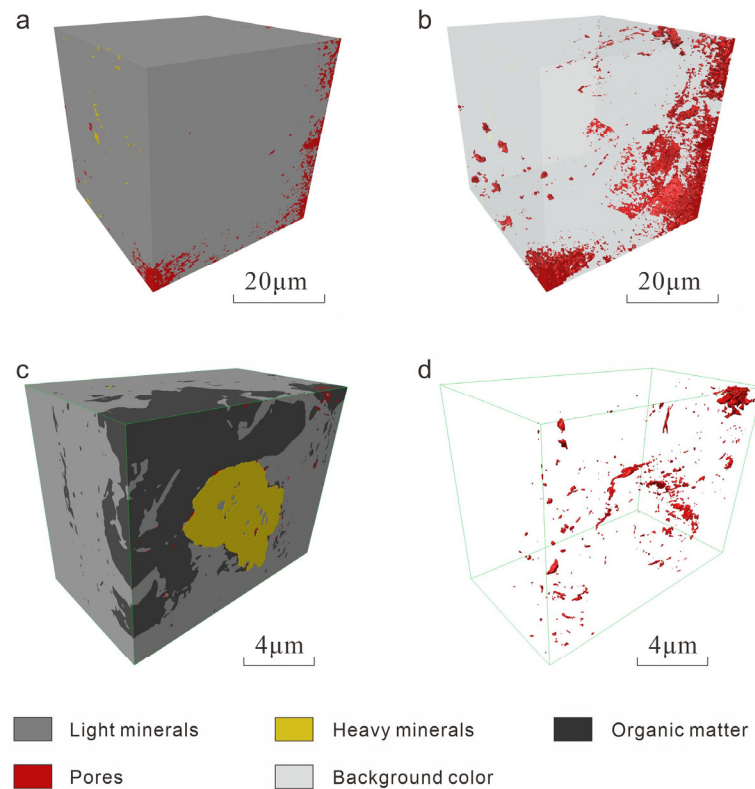 a
b
20μm
20μm
c
d
4μm
4μm
Light minerals
Heavy minerals
Organic matter
Pores
Background color